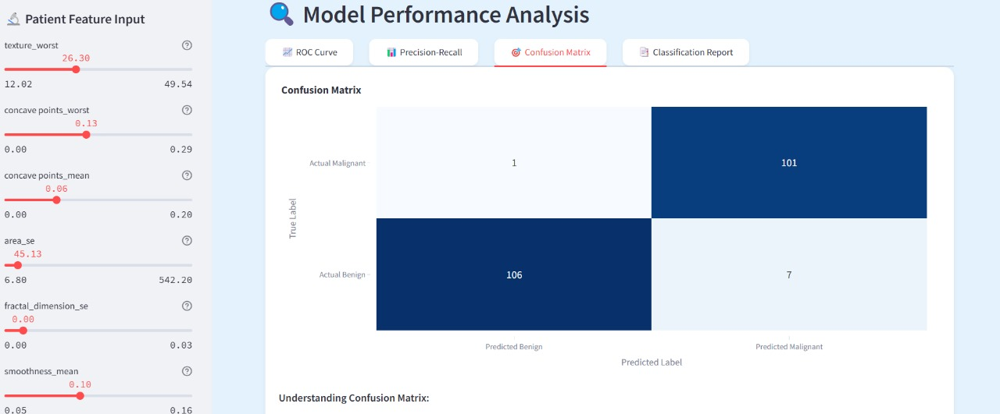 Patient Feature Input
texture_worst
26.30
12.02 49.54
concave points_worst
0.13
0.00 0.29
concave points_mean
0.06
0.00 0.20
area_se
45.13
6.80 542.20
fractal_dimension_se
0.00
0.00 0.03
smoothness_mean
0.10
0.05 0.16
Model Performance Analysis
ROC Curve Precision-Recall Confusion Matrix Classification Report
Confusion Matrix
True Label
Actual Malignant 1 101
Actual Benign 106 7
Predicted Benign Predicted Malignant
Predicted Label
Understanding Confusion Matrix: